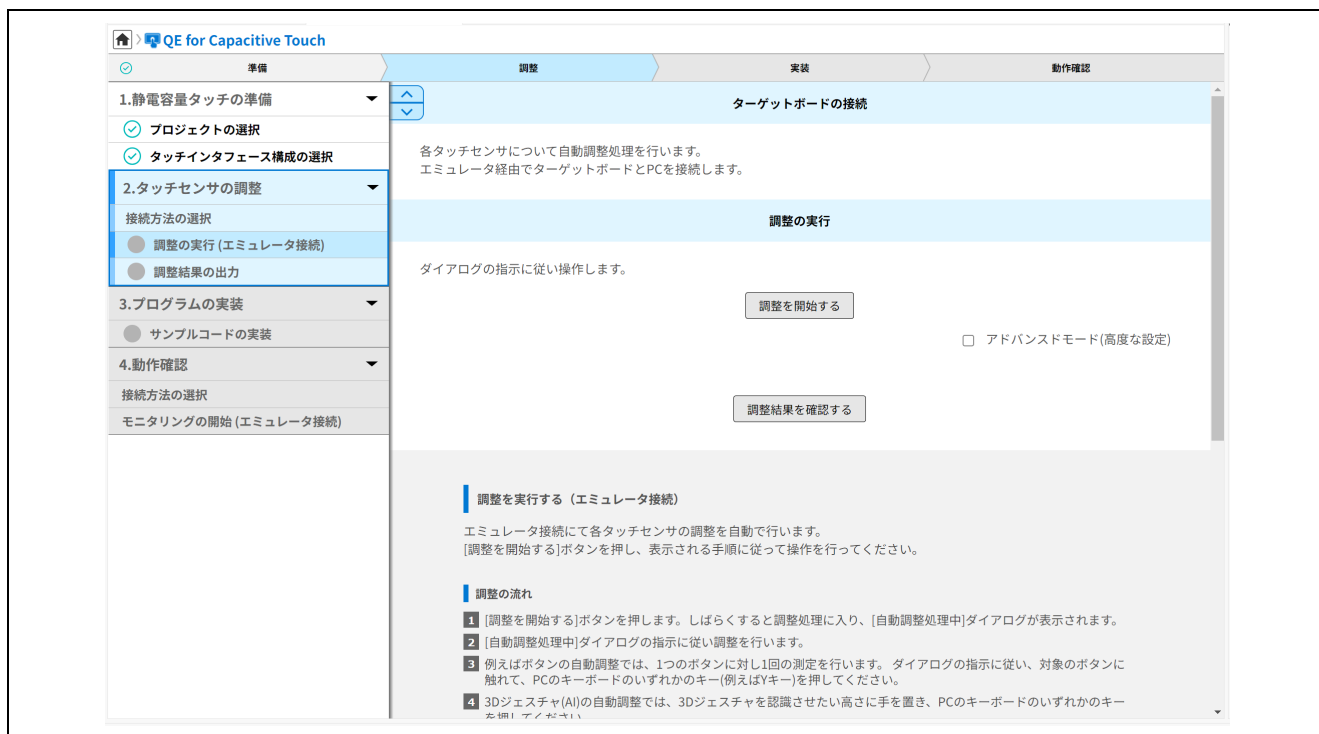 QE for Capacitive Touch
準備
調整
実装
動作確認
1.静電容量タッチの準備
プロジェクトの選択
タッチインタフェース構成の選択
2.タッチセンサの調整
接続方法の選択
調整の実行 (エミュレータ接続)
調整結果の出力
3.プログラムの実装
サンプルコードの実装
4.動作確認
接続方法の選択
モニタリングの開始 (エミュレータ接続)
ターゲットボードの接続
各タッチセンサについて自動調整処理を行います。
エミュレータ経由でターゲットボードとPCを接続します。
調整の実行
ダイアログの指示に従い操作します。
調整を開始する
アドバンスドモード(高度な設定)
調整結果を確認する
調整を実行する（エミュレータ接続）
エミュレータ接続にて各タッチセンサの調整を自動で行います。
[調整を開始する]ボタンを押し、表示される手順に従って操作を行ってください。
調整の流れ
1 [調整を開始する]ボタンを押します。しばらくすると調整処理に入り、[自動調整処理中]ダイアログが表示されます。
2 [自動調整処理中]ダイアログの指示に従い調整を行います。
3 例えばボタンの自動調整では、1つのボタンに対し1回の測定を行います。 ダイアログの指示に従い、対象のボタンに
触れて、PCのキーボードのいずれかのキー(例えばYキー)を押してください。
4 3Dジェスチャ(AI)の自動調整では、3Dジェスチャを認識させたい高さに手を置き、PCのキーボードのいずれかのキー
を押してください